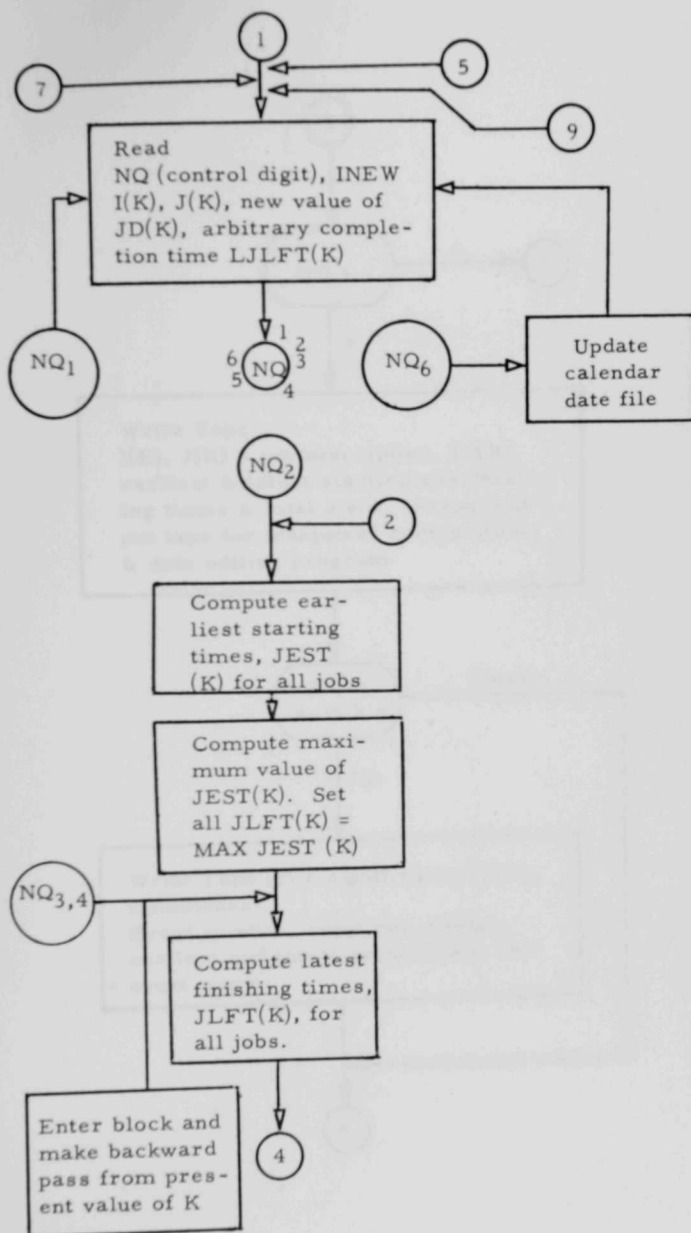 1
5
7
9
Read
NQ (control digit), INEW
I(K), J(K), new value of
JD(K), arbitrary comple-
tion time LJLFT(K)
NQ1
1
2
3
4
5
6
NQ
NQ6
Update
calendar
date file
NQ2
2
Compute ear-
liest starting
times, JEST
(K) for all jobs
Compute maxi-
mum value of
JEST(K). Set
all JLFT(K) =
MAX JEST (K)
NQ3,4
Compute latest
finishing times,
JLFT(K), for
all jobs.
Enter block and
make backward
pass from pres-
ent value of K
4